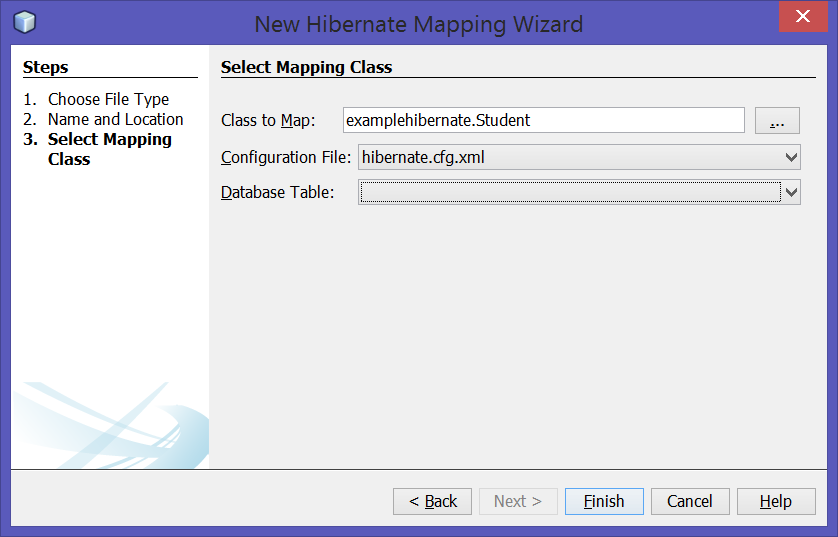 New Hibernate Mapping Wizard
Steps
1. Choose File Type
2. Name and Location
3. Select Mapping
Class
Select Mapping Class
Class to Map: examplehibernate.Student ...
Configuration File: hibernate.cfg.xml
Database Table:
< Back Next > Finish Cancel Help